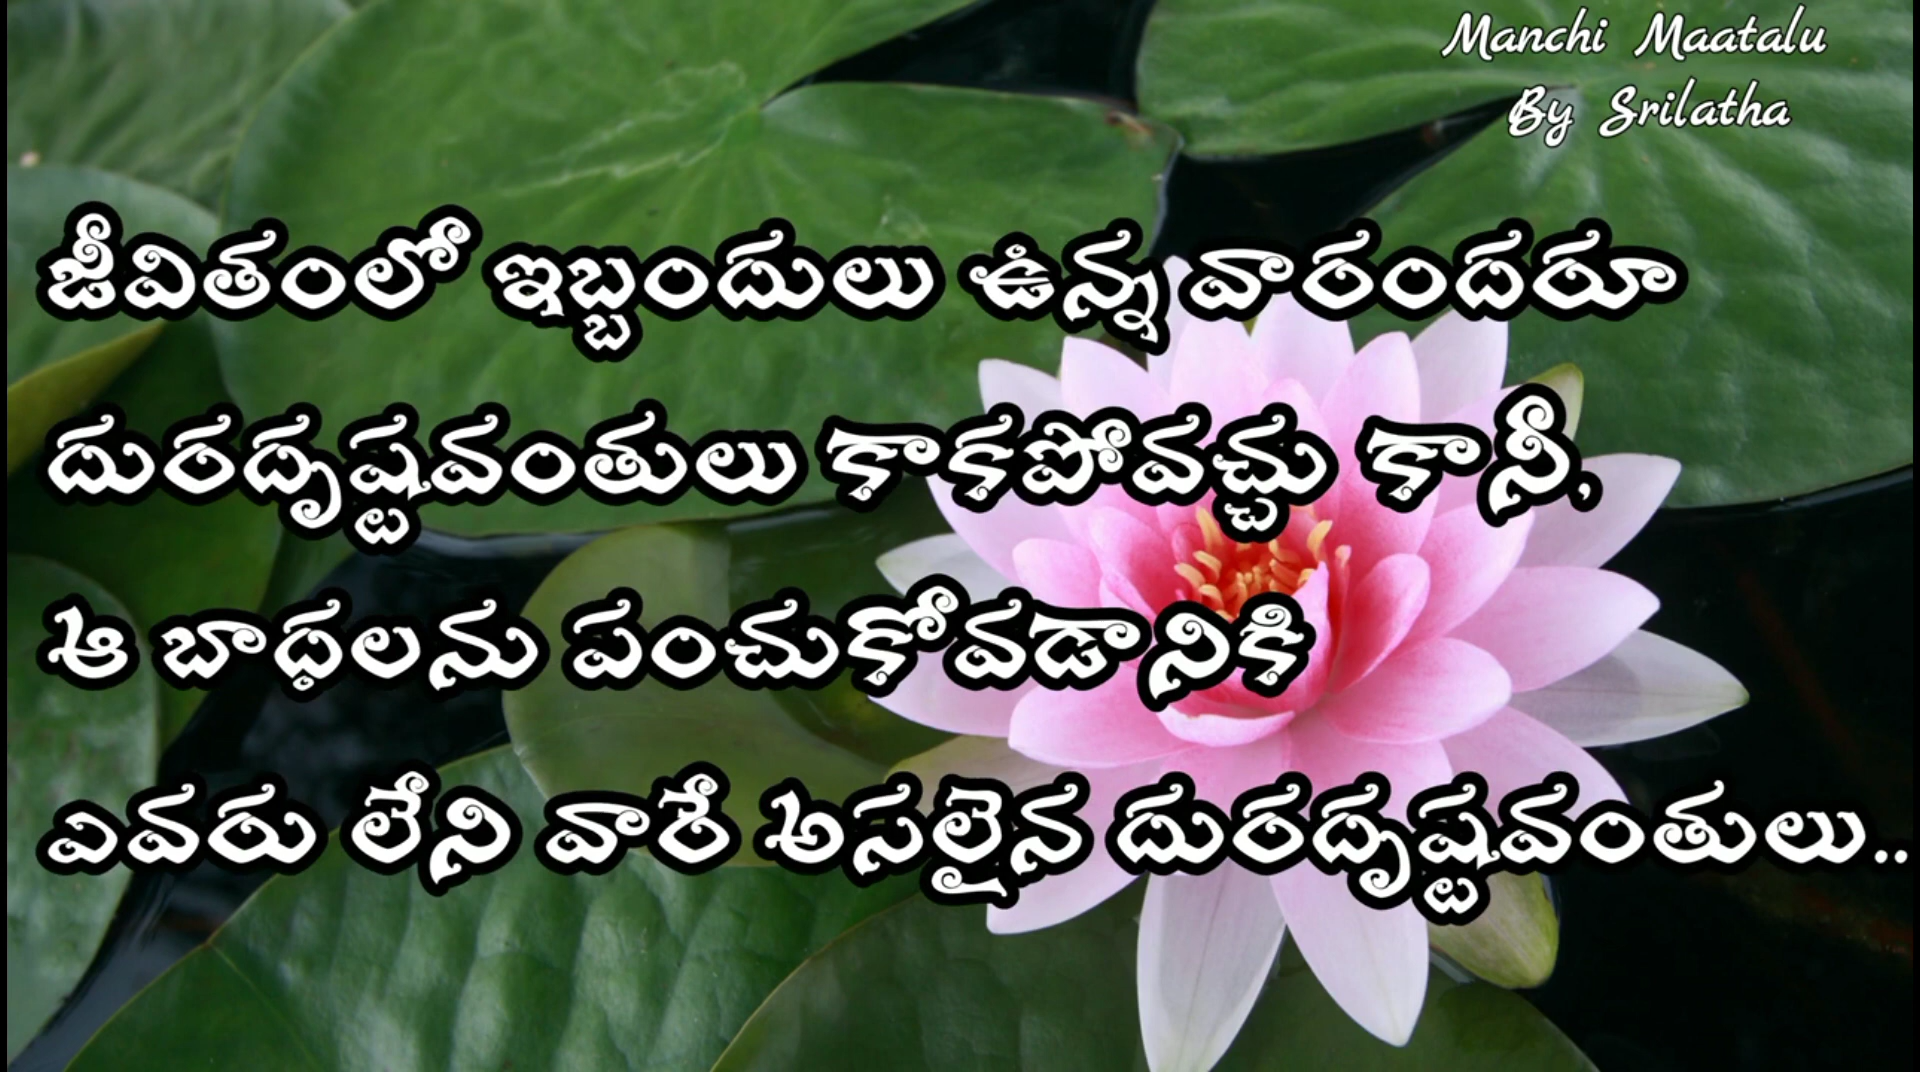 Manchi Maatalu
By Srilatha
జీవితంలో ఇబ్బందులు ఉన్న వారందరూ
దురదృష్టవంతులు కాకపోవచ్చు కానీ,
ఆ బాధలను పంచుకోవడానికి
ఎవరు లేని వారే అసలైన దురదృష్టవంతులు..